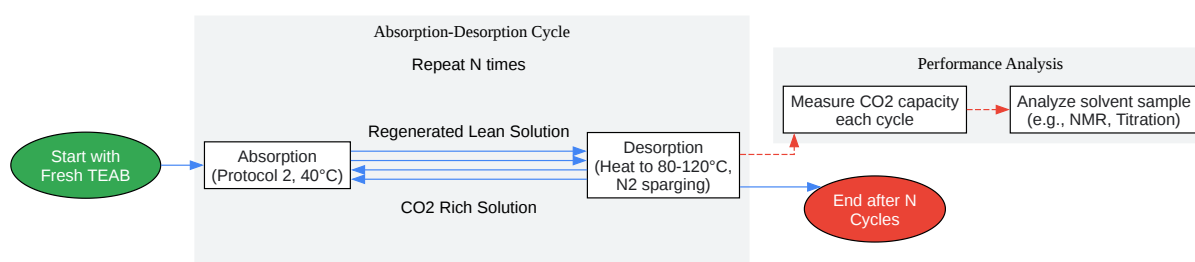 Absorption-Desorption Cycle
Repeat N times
Performance Analysis
Measure CO2 capacity
each cycle
Analyze solvent sample
(e.g., NMR, Titration)
Start with
Fresh TEAB
Absorption
(Protocol 2, 40°C)
Regenerated Lean Solution
CO2 Rich Solution
Desorption
(Heat to 80-120°C,
N2 sparging)
End after N
Cycles